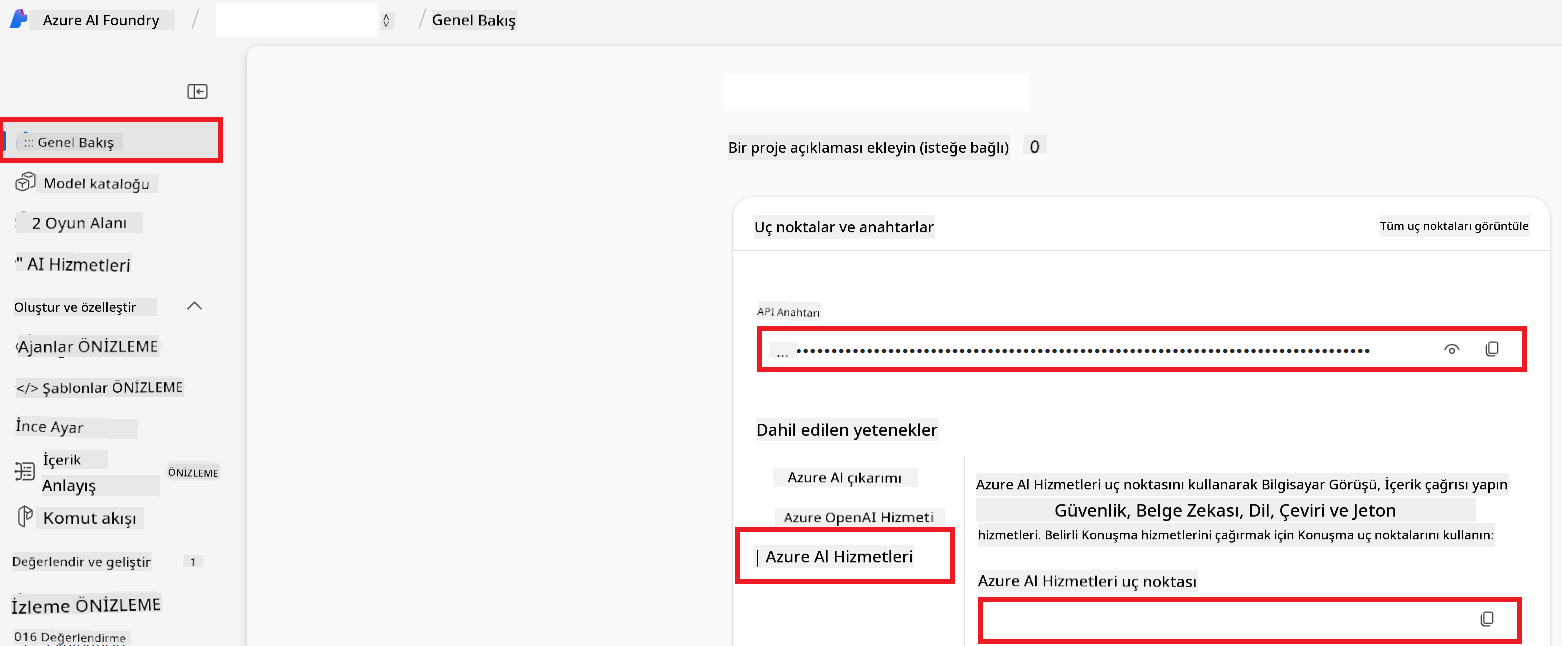 Azure AI Foundry / / Genel Bakış
::: Genel Bakış
Model kataloğu
2 Oyun Alanı
" AI Hizmetleri
Oluştur ve özelleştir
Ajanlar ÖNİZLEME
</> Şablonlar ÖNİZLEME
İnce Ayar
İçerik
Anlayış
ÖNİZLEME
Komut akışı
Değerlendir ve geliştir 1
İzleme ÖNİZLEME
016 Değerlendirme
Bir proje açıklaması ekleyin (isteğe bağlı) 0
Uç noktalar ve anahtarlar
Tüm uç noktaları görüntüle
API Anahtarı
...
Dahil edilen yetenekler
Azure AI çıkarımı
Azure OpenAI Hizmeti
| Azure AI Hizmetleri
Azure AI Hizmetleri uç noktasını kullanarak Bilgisayar Görüşü, İçerik çağrısı yapın
Güvenlik, Belge Zekası, Dil, Çeviri ve Jeton
hizmetleri. Belirli Konuşma hizmetlerini çağırmak için Konuşma uç noktalarını kullanın:
Azure AI Hizmetleri uç noktası